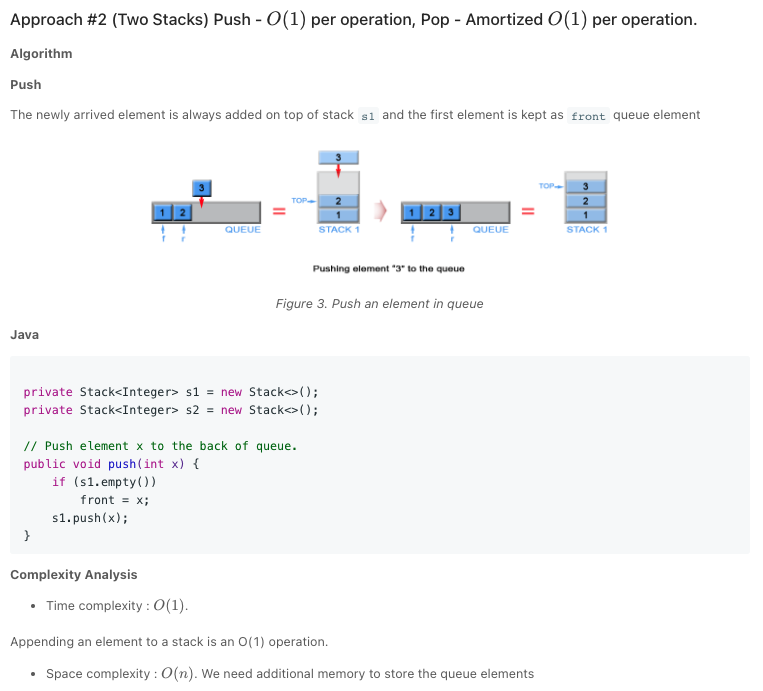 Approach #2 (Two Stacks) Push - O(1) per operation, Pop - Amortized O(1) per operation.
Algorithm
Push
The newly arrived element is always added on top of stack s1 and the first element is kept as front queue element
3
3
TOP
TOP
3
1 2
2
1 2 3
2
1
1
QUEUE
STACK 1
QUEUE
STACK 1
f r
f r
Pushing element "3" to the queue
Figure 3. Push an element in queue
Java
private Stack<Integer> s1 = new Stack<>();
private Stack<Integer> s2 = new Stack<>();
// Push element x to the back of queue.
public void push(int x) {
    if (s1.empty())
        front = x;
    s1.push(x);
}
Complexity Analysis
• Time complexity : O(1).
Appending an element to a stack is an O(1) operation.
• Space complexity : O(n). We need additional memory to store the queue elements